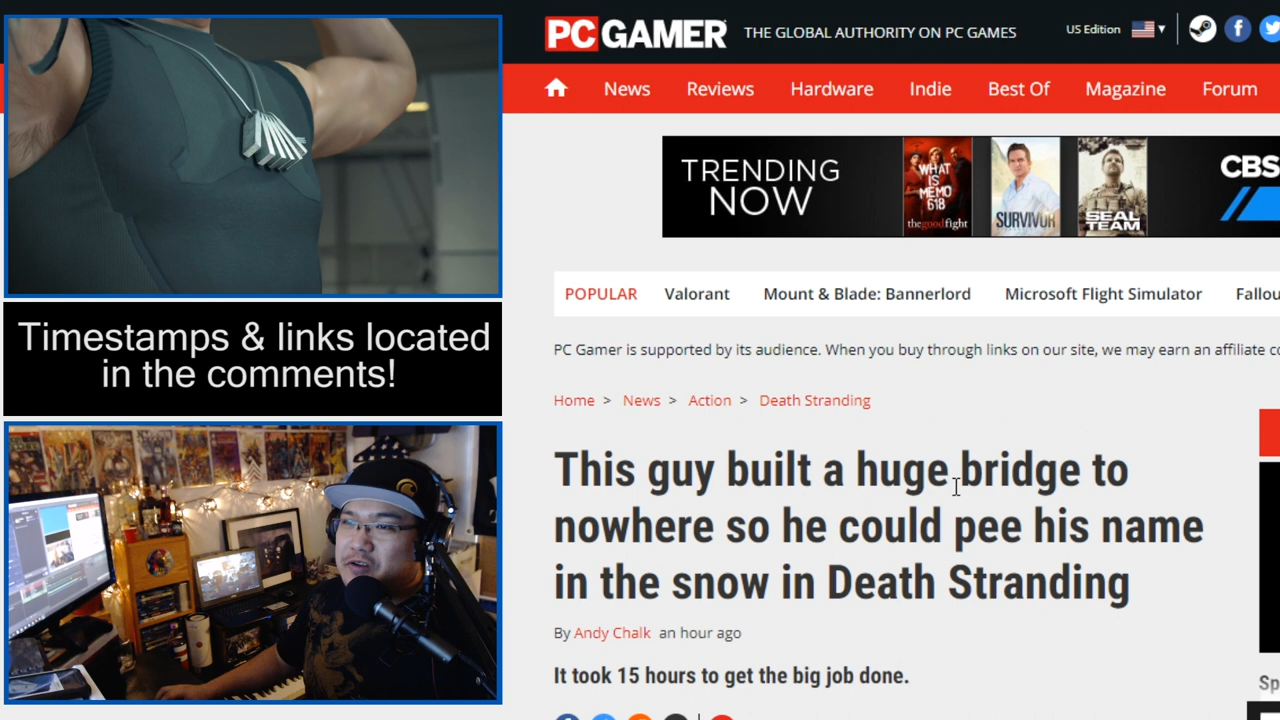 PC GAMER THE GLOBAL AUTHORITY ON PC GAMES US Edition
News Reviews Hardware Indie Best Of Magazine Forum
TRENDING
NOW
WHAT
IS
MEMO
618
thegoodfight
SURVIVOR
SEAL
TEAM
CBS
POPULAR Valorant Mount & Blade: Bannerlord Microsoft Flight Simulator Fallou
PC Gamer is supported by its audience. When you buy through links on our site, we may earn an affiliate co
Home > News > Action > Death Stranding
This guy built a huge bridge to
nowhere so he could pee his name
in the snow in Death Stranding
By Andy Chalk an hour ago
It took 15 hours to get the big job done.
Sp
Timestamps & links located
in the comments!